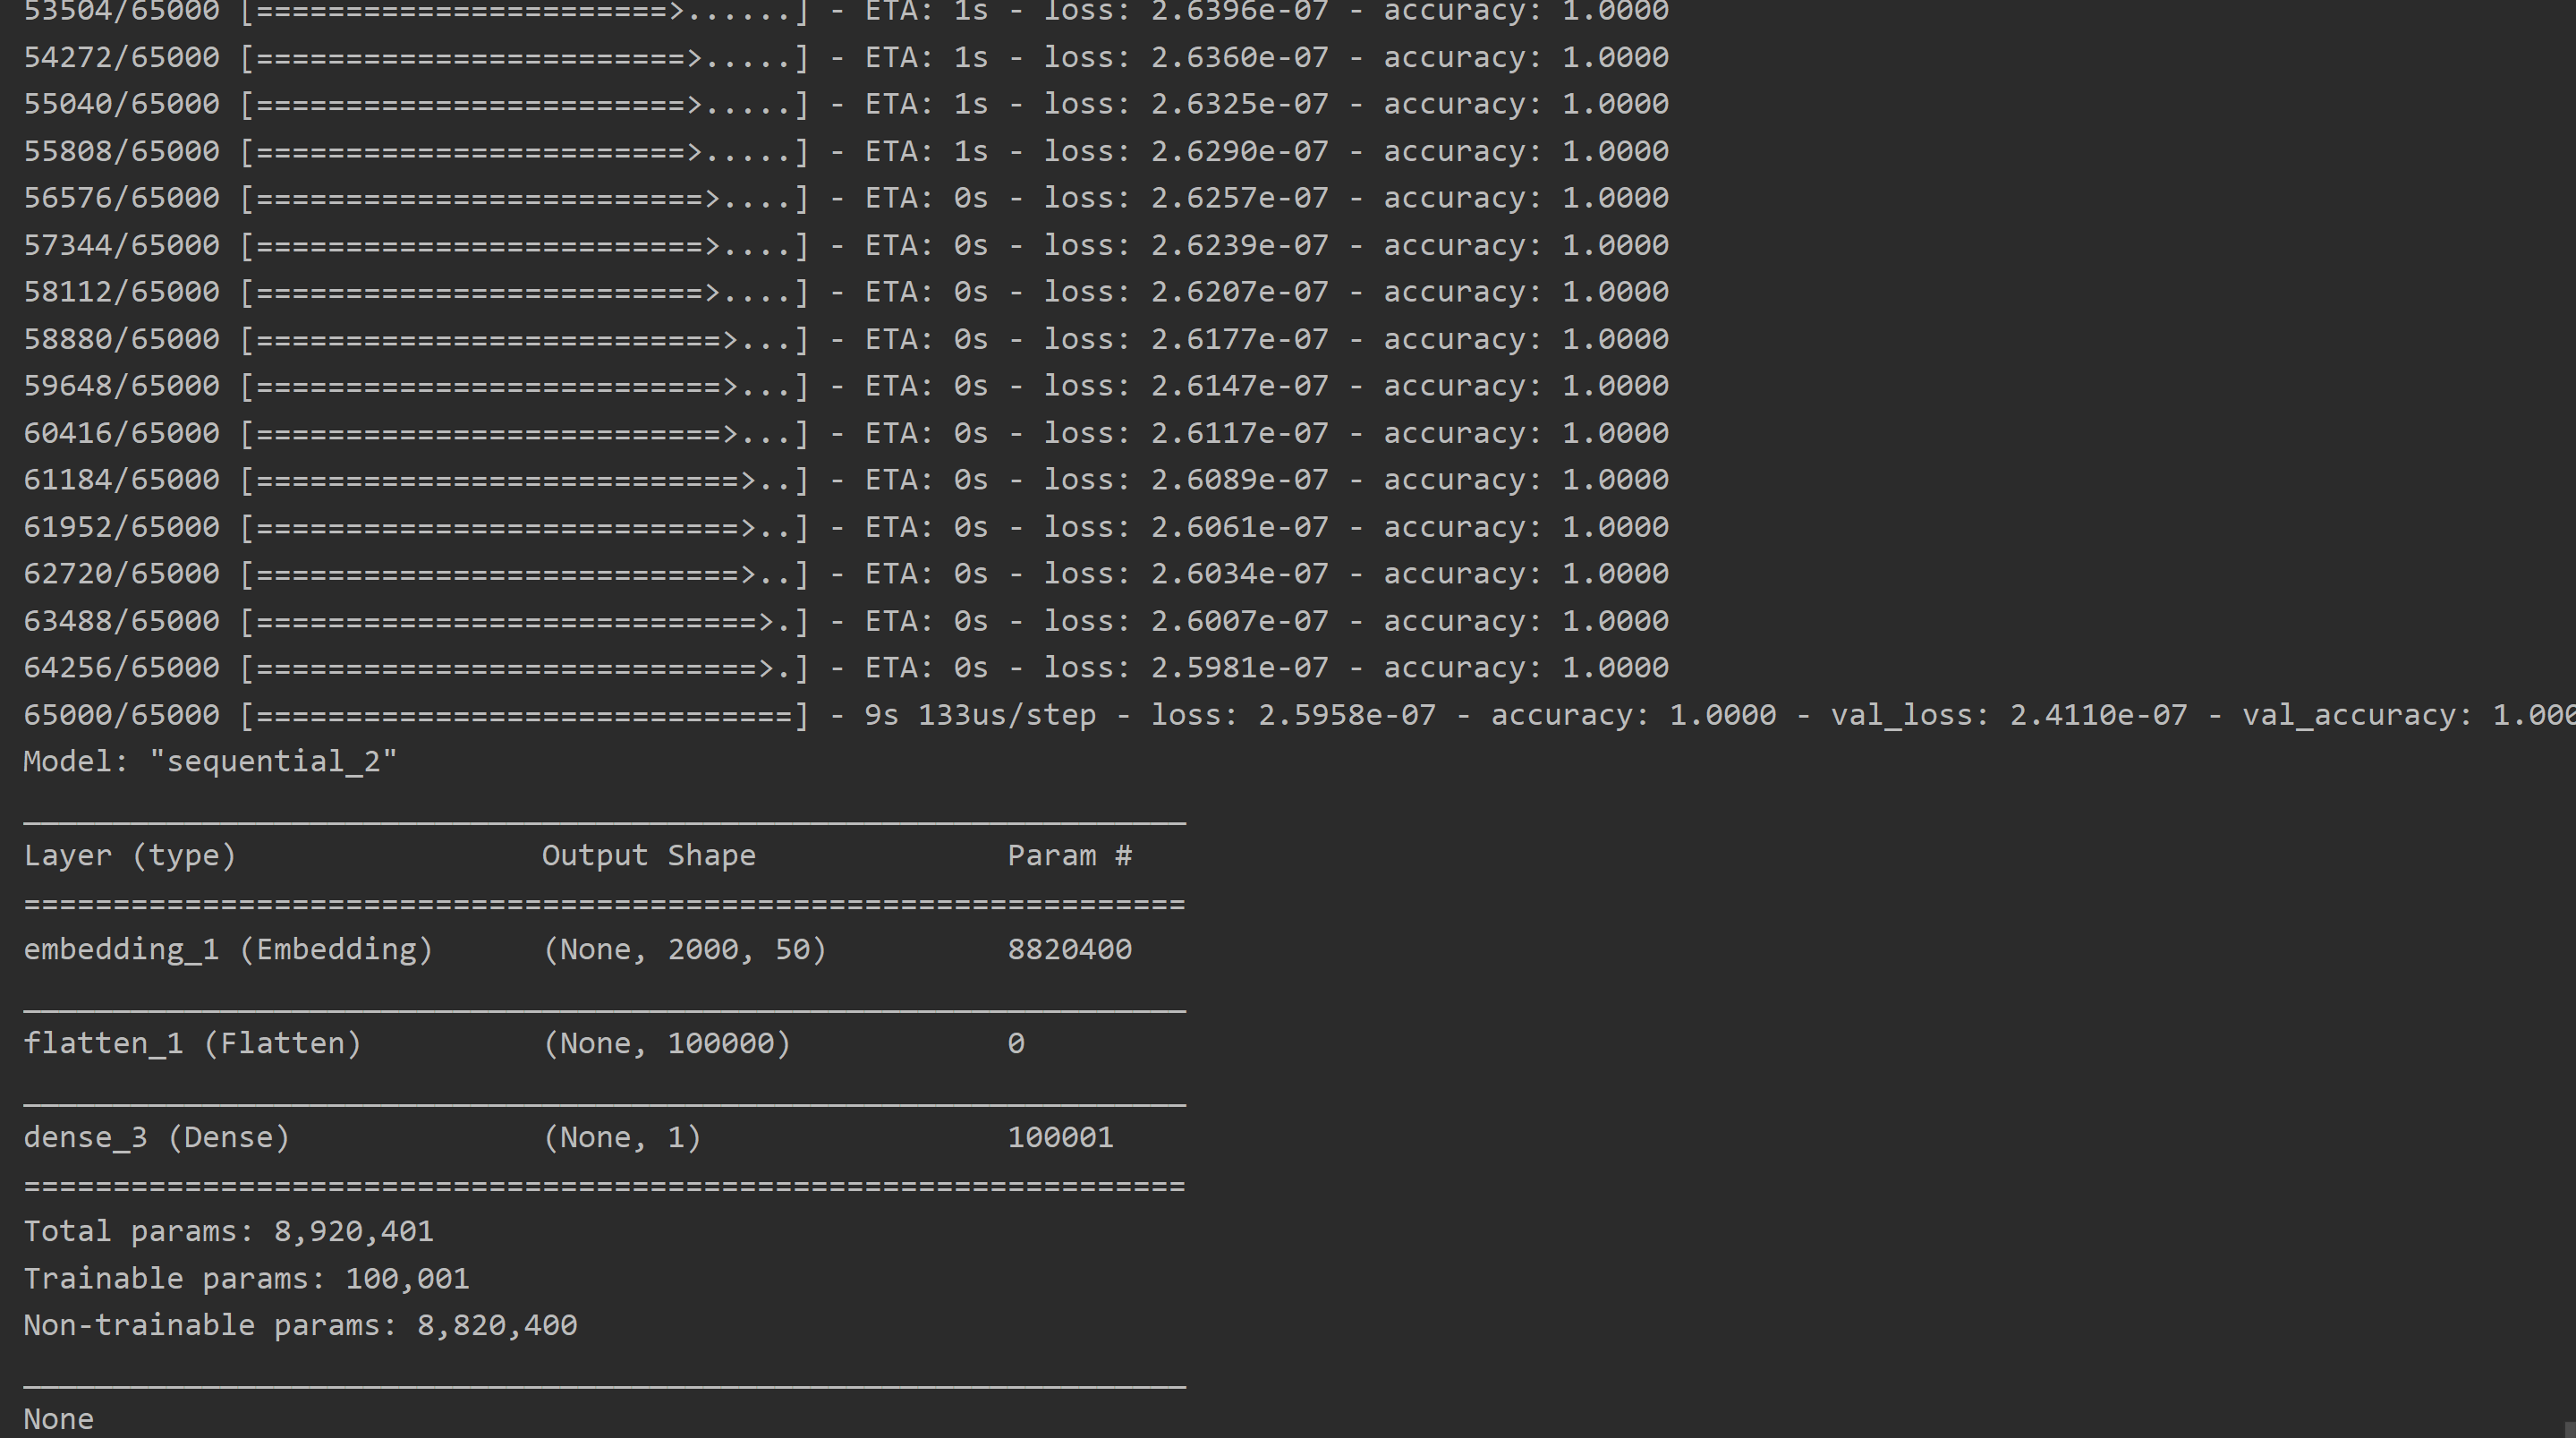 53504/65000 [=======================>......] - ETA: 1s - loss: 2.6396e-07 - accuracy: 1.0000
54272/65000 [========================>.....] - ETA: 1s - loss: 2.6360e-07 - accuracy: 1.0000
55040/65000 [========================>.....] - ETA: 1s - loss: 2.6325e-07 - accuracy: 1.0000
55808/65000 [========================>.....] - ETA: 1s - loss: 2.6290e-07 - accuracy: 1.0000
56576/65000 [=========================>....] - ETA: 0s - loss: 2.6257e-07 - accuracy: 1.0000
57344/65000 [=========================>....] - ETA: 0s - loss: 2.6239e-07 - accuracy: 1.0000
58112/65000 [=========================>....] - ETA: 0s - loss: 2.6207e-07 - accuracy: 1.0000
58880/65000 [==========================>...] - ETA: 0s - loss: 2.6177e-07 - accuracy: 1.0000
59648/65000 [==========================>...] - ETA: 0s - loss: 2.6147e-07 - accuracy: 1.0000
60416/65000 [==========================>...] - ETA: 0s - loss: 2.6117e-07 - accuracy: 1.0000
61184/65000 [===========================>..] - ETA: 0s - loss: 2.6089e-07 - accuracy: 1.0000
61952/65000 [===========================>..] - ETA: 0s - loss: 2.6061e-07 - accuracy: 1.0000
62720/65000 [===========================>..] - ETA: 0s - loss: 2.6034e-07 - accuracy: 1.0000
63488/65000 [============================>.] - ETA: 0s - loss: 2.6007e-07 - accuracy: 1.0000
64256/65000 [============================>.] - ETA: 0s - loss: 2.5981e-07 - accuracy: 1.0000
65000/65000 [==============================] - 9s 133us/step - loss: 2.5958e-07 - accuracy: 1.0000 - val_loss: 2.4110e-07 - val_accuracy: 1.000
Model: "sequential_2"
_________________________________________________________________
Layer (type)                 Output Shape              Param #
=================================================================
embedding_1 (Embedding)      (None, 2000, 50)          8820400
_________________________________________________________________
flatten_1 (Flatten)          (None, 100000)            0
_________________________________________________________________
dense_3 (Dense)              (None, 1)                 100001
=================================================================
Total params: 8,920,401
Trainable params: 100,001
Non-trainable params: 8,820,400
_________________________________________________________________
None